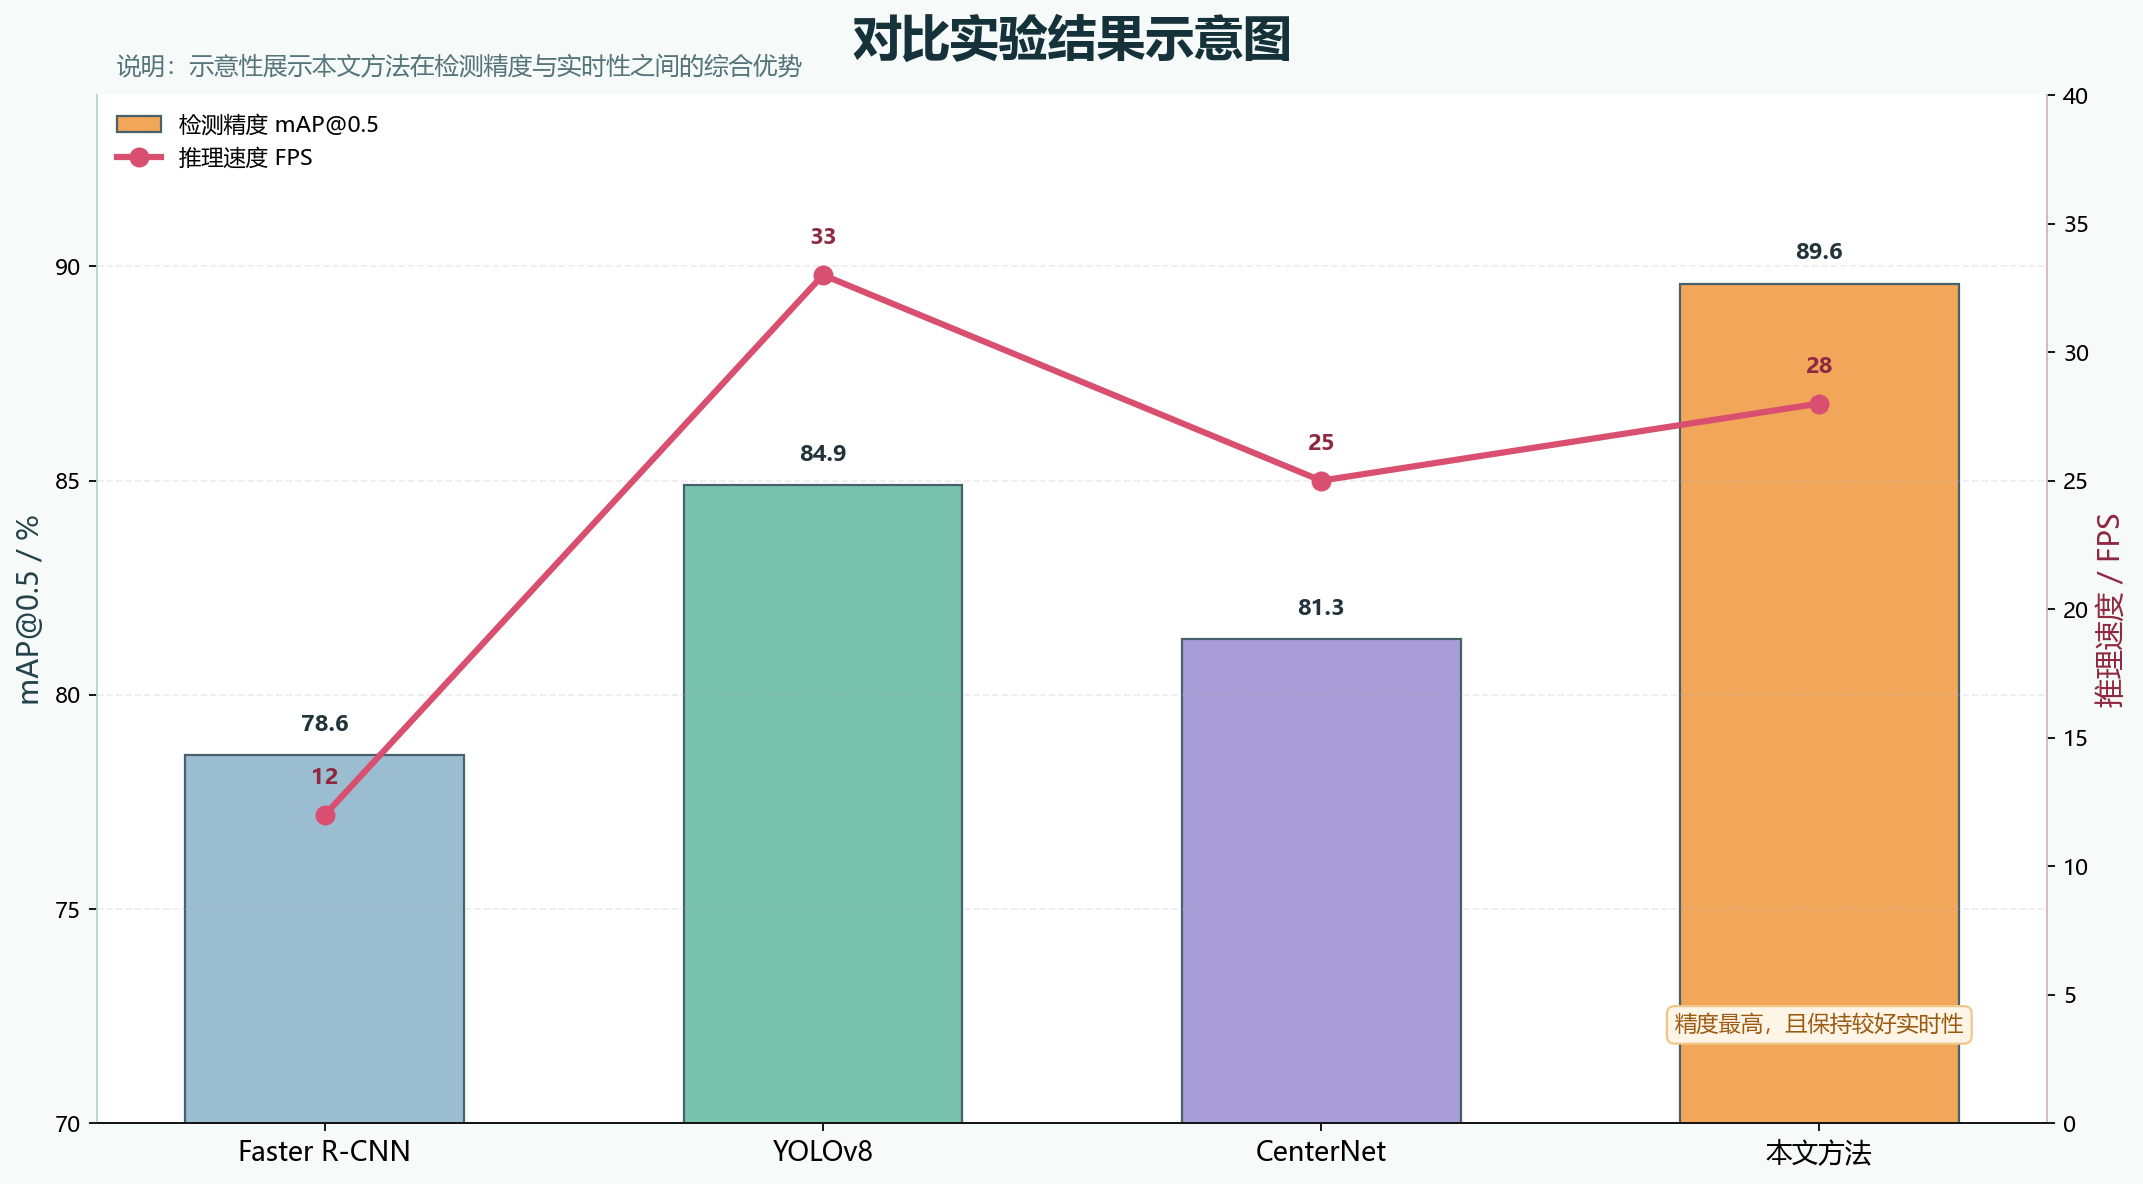 对比实验结果示意图
说明：示意性展示本文方法在检测精度与实时性之间的综合优势
检测精度 mAP@0.5
推理速度 FPS
mAP@0.5 / %
90
85
80
75
70
40
35
30
25
20
15
10
5
0
推理速度 / FPS
78.6
12
84.9
33
81.3
25
89.6
28
精度最高，且保持较好实时性
Faster R-CNN
YOLOv8
CenterNet
本文方法